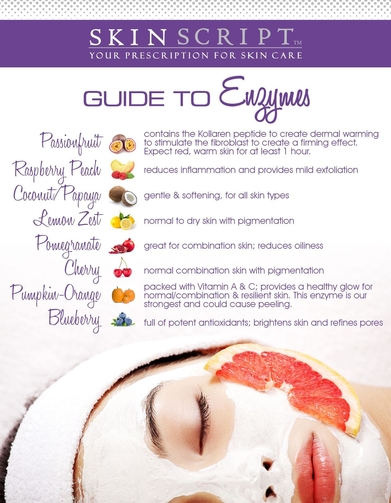 SKINSCRIPT™
YOUR PRESCRIPTION FOR SKIN CARE
GUIDE TO Enzymes
Passionfruit contains the Kollaren peptide to create dermal warming
to stimulate the fibroblast to create a firming effect.
Expect red, warm skin for at least 1 hour.
Raspberry Peach reduces inflammation and provides mild exfoliation
Coconut/Papaya gentle & softening, for all skin types
Lemon Zest normal to dry skin with pigmentation
Pomegranate great for combination skin; reduces oiliness
Cherry normal combination skin with pigmentation
Pumpkin-Orange packed with Vitamin A & C; provides a healthy glow for
normal/combination & resilient skin. This enzyme is our
strongest and could cause peeling.
Blueberry full of potent antioxidants; brightens skin and refines pores